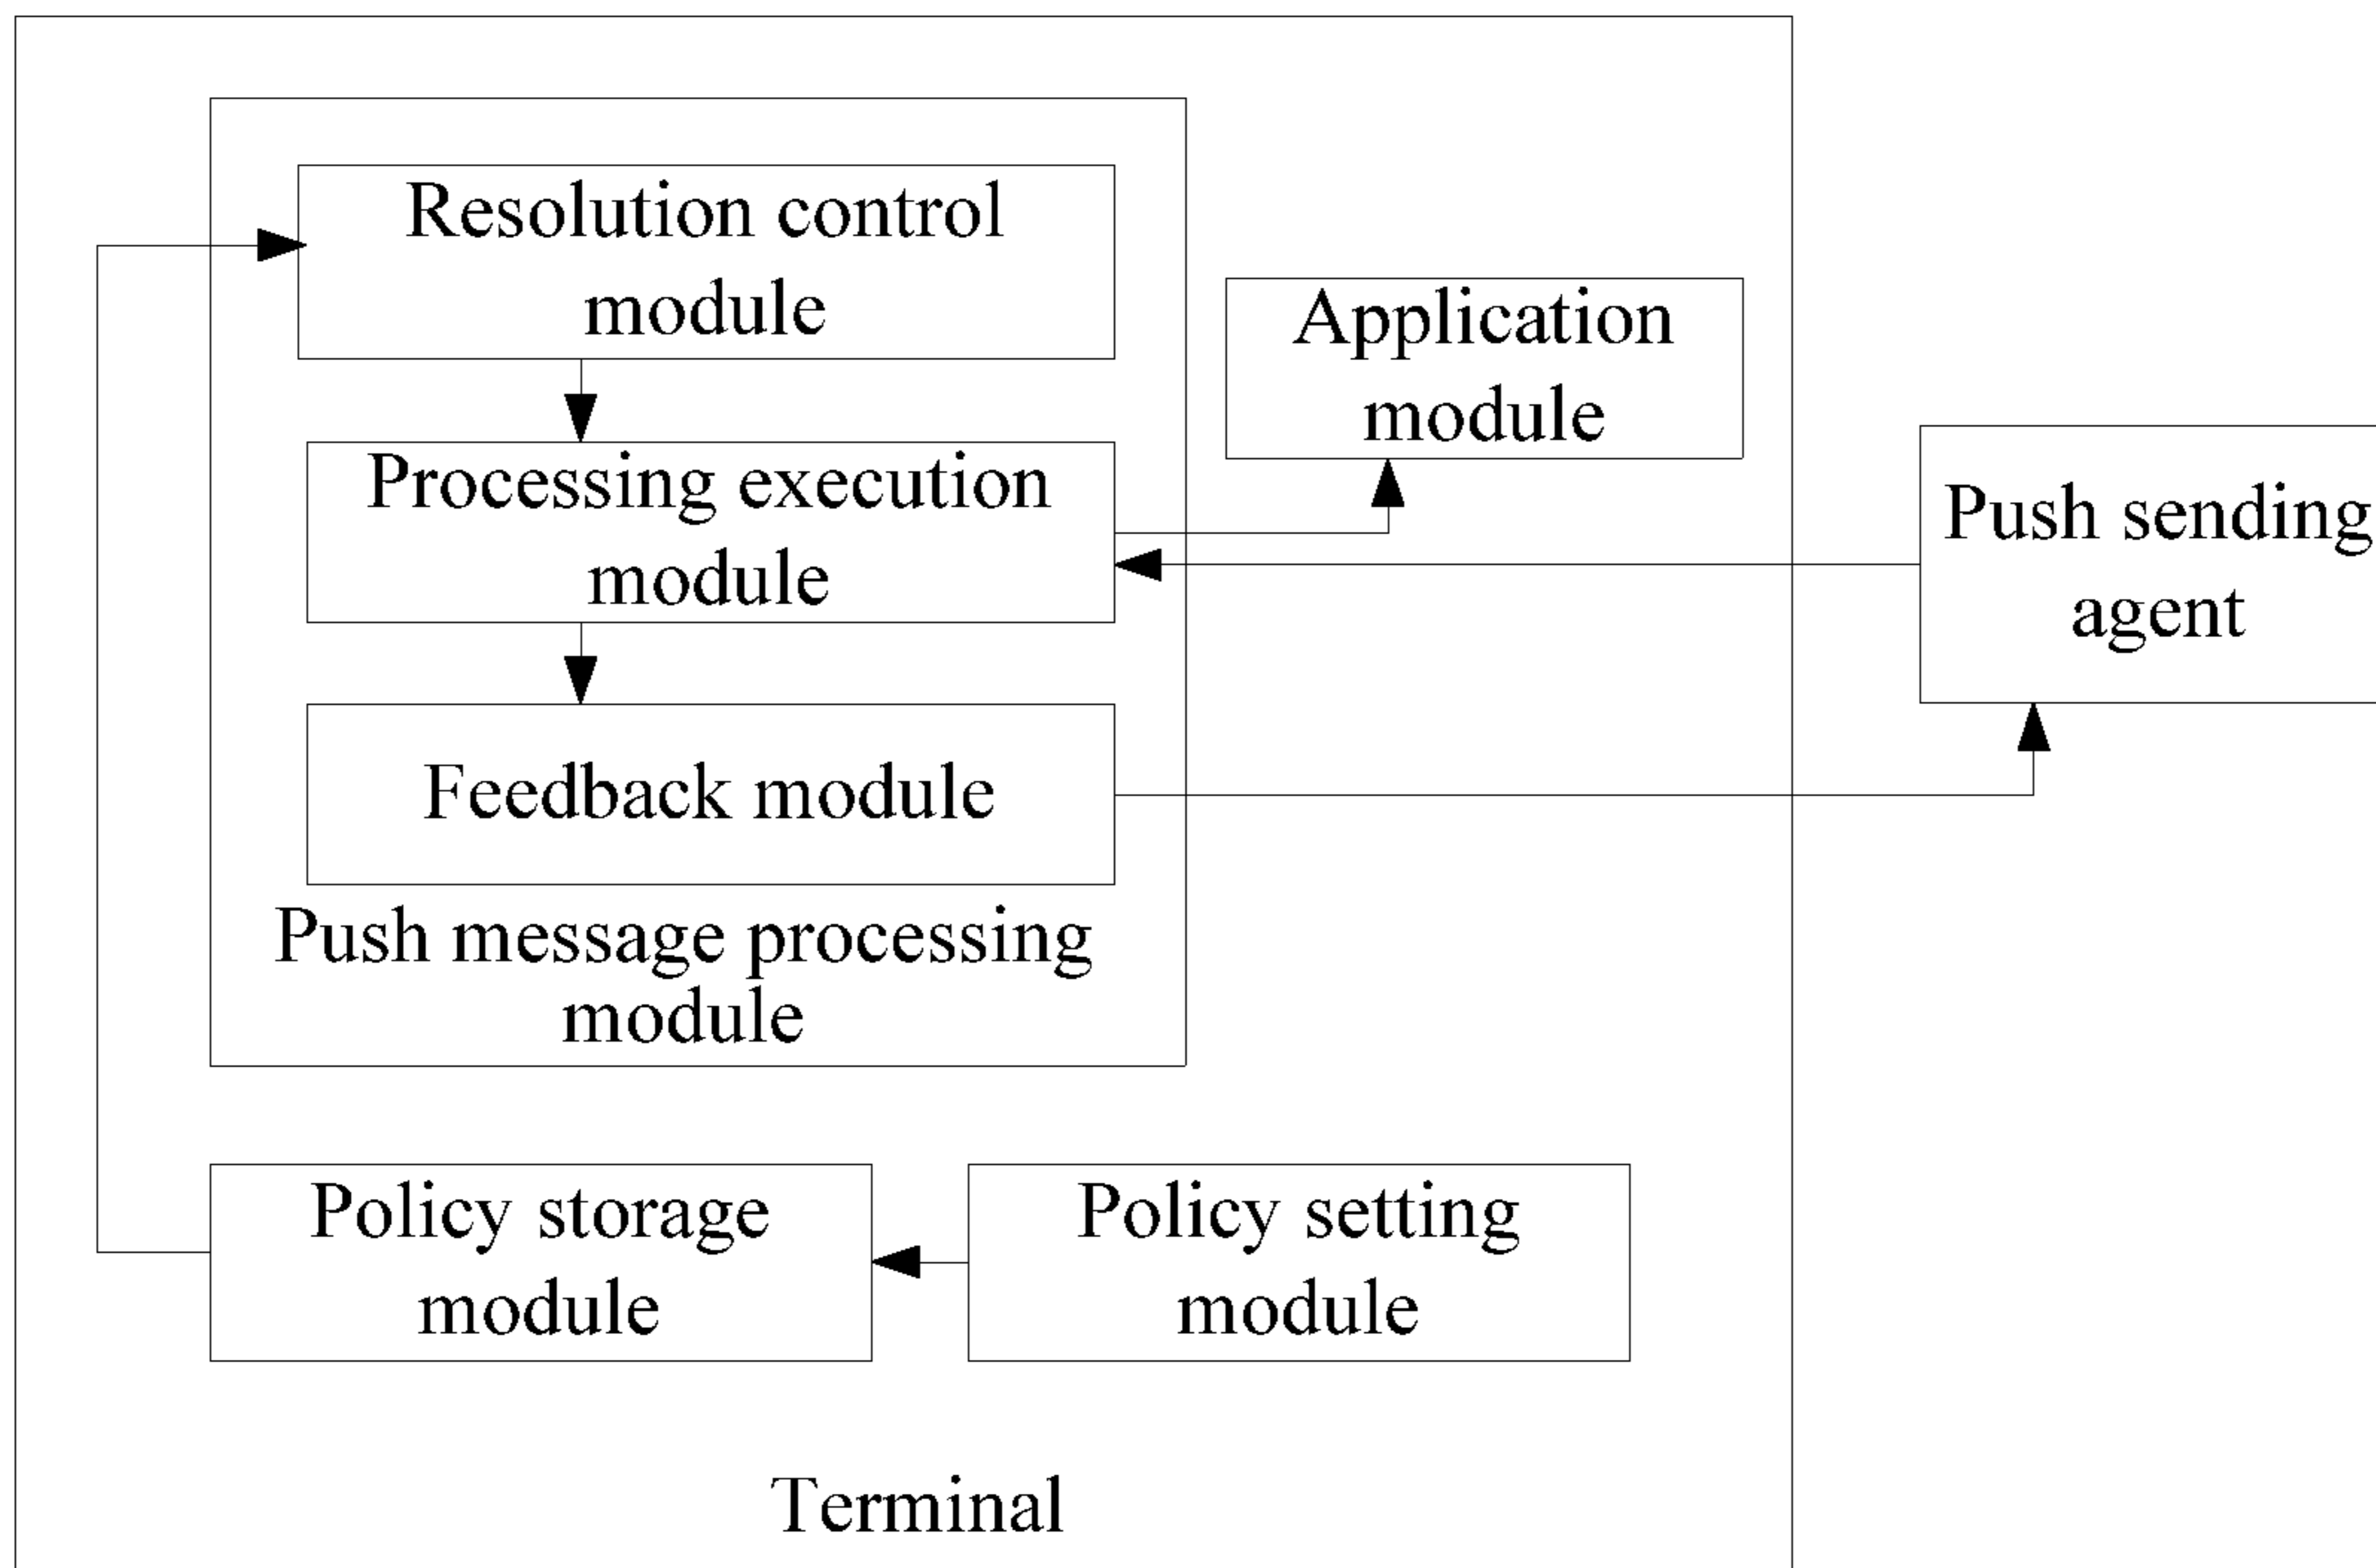 Resolution control
module
Application
module
Processing execution
module
Push sending
agent
Feedback module
Push message processing
module
Policy storage
module
Policy setting
module
Terminal